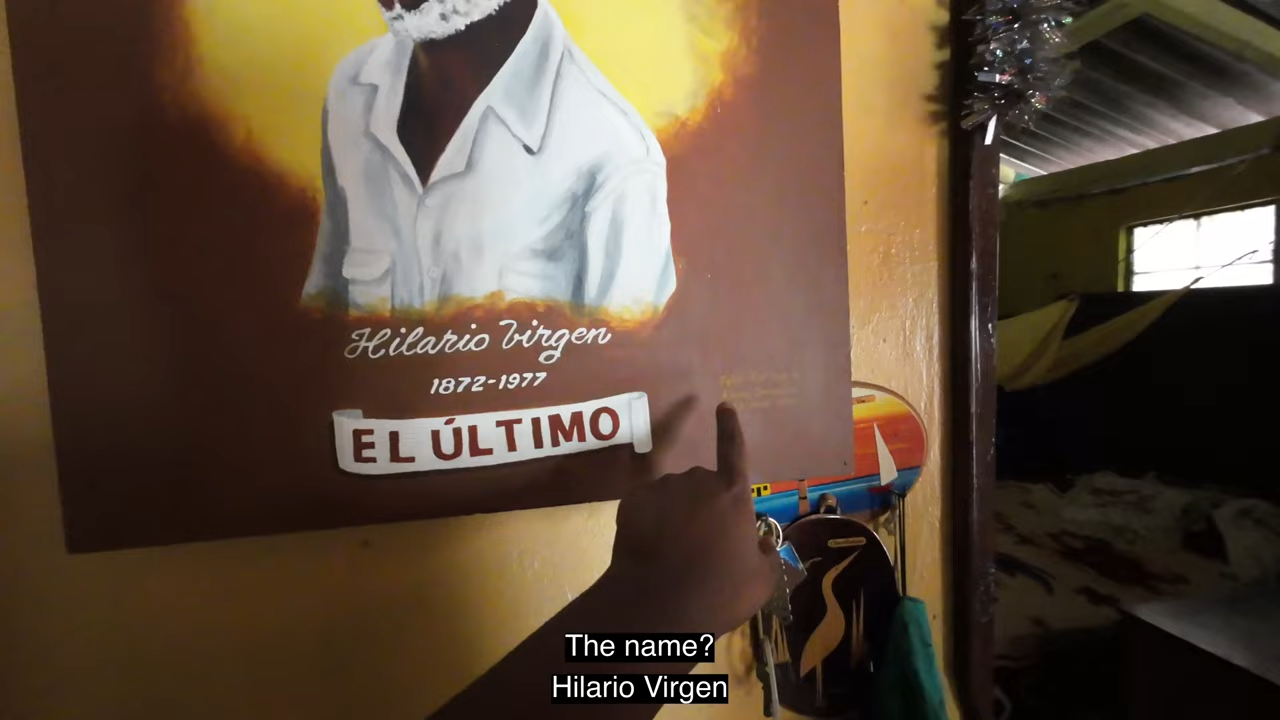 Hilario Virgen
1872-1977
EL ÚLTIMO
The name?
Hilario Virgen